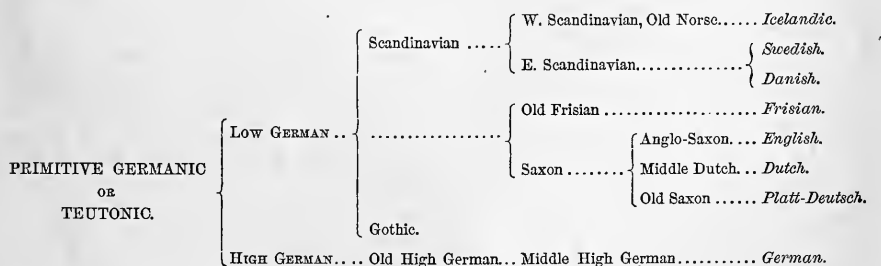 W. Scandinavian, Old Norse...... Icelandic.
Scandinavian .....
Swedish.
E. Scandinavian...............
Danish.
Old Frisian ...................... Frisian.
LOW GERMAN .. ......................
Anglo-Saxon.... English.
PRIMITIVE GERMANIC
Saxon ........ Middle Dutch... Dutch.
OR
Old Saxon ...... Platt-Deutsch.
TEUTONIC.
Gothic.
HIGH GERMAN.... Old High German... Middle High German........... German.